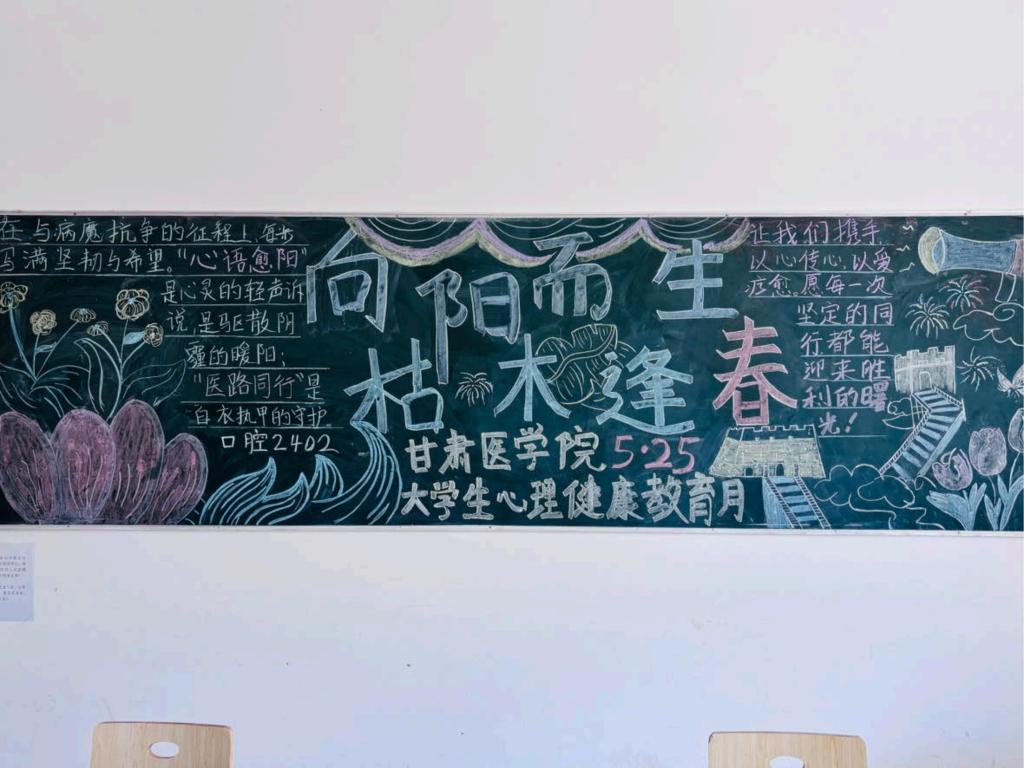 在与病魔抗争的征程上,每步
写满坚韧与希望。"心语愈阳"
是心灵的轻声诉
说,是驱散阴
霾的暖阳;
"医路同行"是
白衣执甲的守护。
口腔2402
向阳而生
枯木逢春
甘肃医学院5·25
大学生心理健康教育月
让我们携手,
以心传心,以爱
疗愈。愿每一次
坚定的同
行都能
迎来胜
利的曙
光!